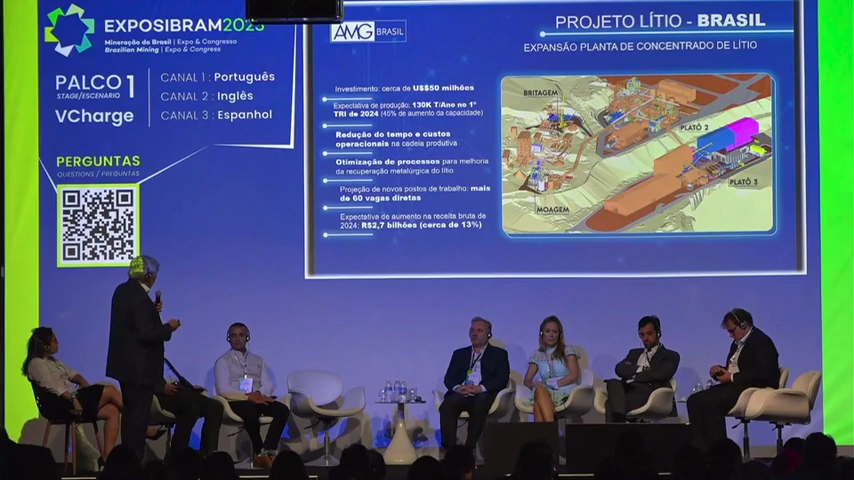 EXPOSIBRAM2023
Mineração do Brasil | Expo & Congresso
Brazilian Mining | Expo & Congress
PALCO 1
STAGE/ESCENARIO
VCharge
CANAL 1 : Português
CANAL 2 : Inglês
CANAL 3 : Espanhol
PERGUNTAS
QUESTIONS / PREGUNTAS
AMG BRASIL
PROJETO LÍTIO - BRASIL
EXPANSÃO PLANTA DE CONCENTRADO DE LÍTIO
Investimento: cerca de US$50 milhões
Expectativa de produção: 130K T/Ano no 1º
TRI de 2024 (45% de aumento da capacidade)
Redução do tempo e custos
operacionais na cadeia produtiva
Otimização de processos para melhoria
da recuperação metalúrgica do lítio
Projeção de novos postos de trabalho: mais
de 60 vagas diretas
Expectative de aumento na receita bruta de
2024: R$2,7 bilhões (cerca de 13%)
BRITAGEM
PLATÔ 2
PLATÔ 3
MOAGEM